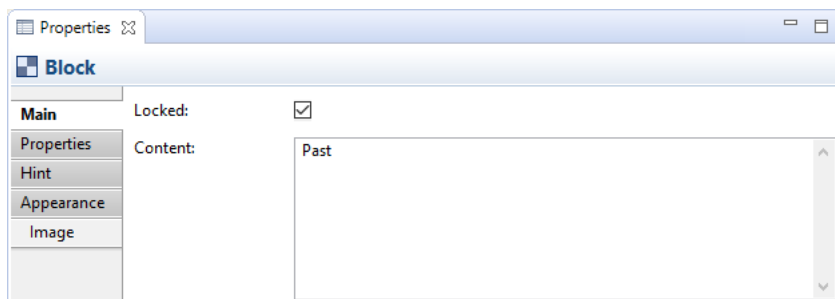 Properties
Block
Main
Locked:
Properties
Content:
Past
Hint
Appearance
Image